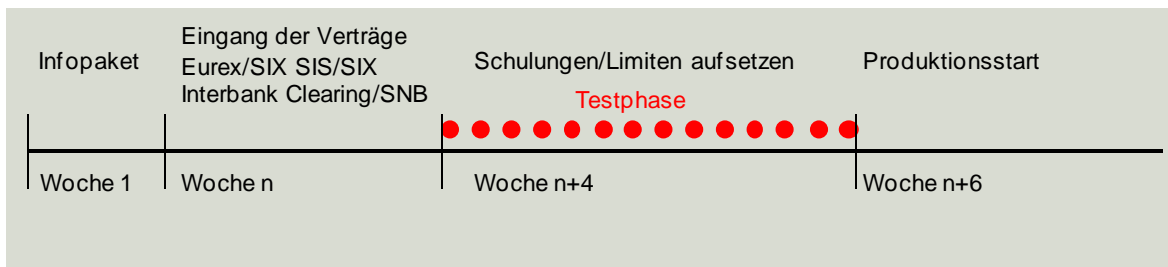 Infopaket
Eingang der Verträge
Eurex/SIX SIS/SIX
Interbank Clearing/SNB
Schulungen/Limiten aufsetzen
Produktionsstart
Testphase
Woche 1
Woche n
Woche n+4
Woche n+6